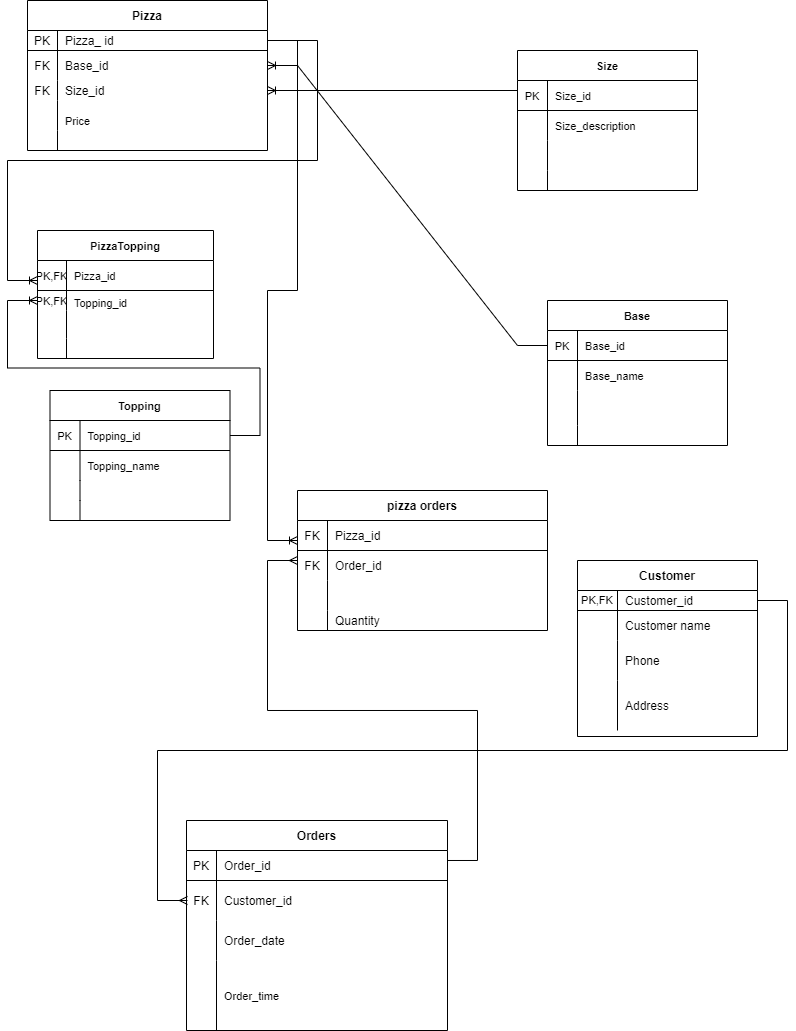 Pizza
PK Pizza_ id
FK Base_id
FK Size_id
Price
Size
PK Size_id
Size_description
PizzaTopping
PK,FK Pizza_id
PK,FK Topping_id
Base
PK Base_id
Base_name
Topping
PK Topping_id
Topping_name
pizza orders
FK Pizza_id
FK Order_id
Quantity
Customer
PK,FK Customer_id
Customer name
Phone
Address
Orders
PK Order_id
FK Customer_id
Order_date
Order_time